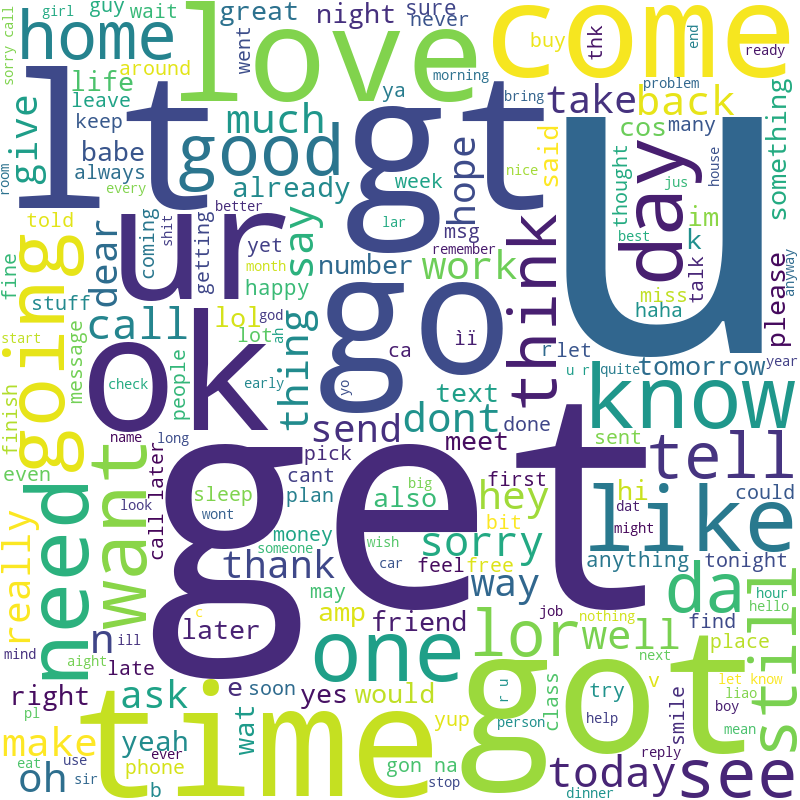 girl
guy
wait
great
night
sure
never
come
sorry call
home
love
went
buy
thk
end
ready
life
around
leave
ya
morning
bring
problem
take
back
give
keep
much
lt
gt
u
cos
many
something
babe
always
good
week
hope
said
day
thought
jus
house
room
every
already
nice
im
told
better
lar
msg
remember
best
k
going
dear
coming
shit
ur
getting
yet
say
number
work
talk
please
anyway
fine
stuff
month
happy
go
think
miss
haha
start
call
lol
god
lot
ah
thing
ca
ìì
r
let
u r
quite
tomorrow
year
message
finish
ok
check
people
early
yo
text
know
name
long
send
dont
done
sent
tell
even
want
look
call later
pick
meet
cant
first
hey
hi
could
need
sleep
plan
also
big
dat
like
wont
get
money
bit
might
really
someone
wish
sorry
anything
tonight
thank
car
feel
free
way
da
hour
hello
still
may
c
n
ill
later
amp
friend
job
nothing
lor
well
find
place
mind
aight
late
one
got
next
let know
right
e
soon
yes
would
r u
class
try
v
liao
pl
ask
time
wat
yup
person
help
smile
boy
mean
make
yeah
ever
phone
gon na
reply
eat
oh
use
sir
b
stop
dinner
today
see